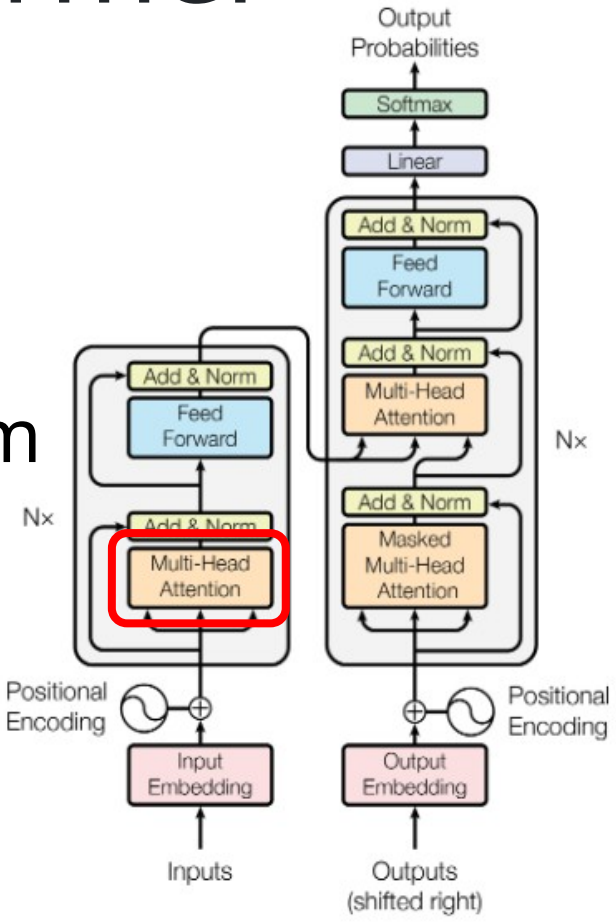 Output
Probabilities
Softmax
Linear
Add & Norm
Feed
Forward
Add & Norm
Multi-Head
Attention
Add & Norm
Masked
Multi-Head
Attention
Nx
Add & Norm
Feed
Forward
m
Nx
Add & Norm
Multi-Head
Attention
Positional
Encoding
Positional
Encoding
Input
Embedding
Output
Embedding
Inputs
Outputs
(shifted right)